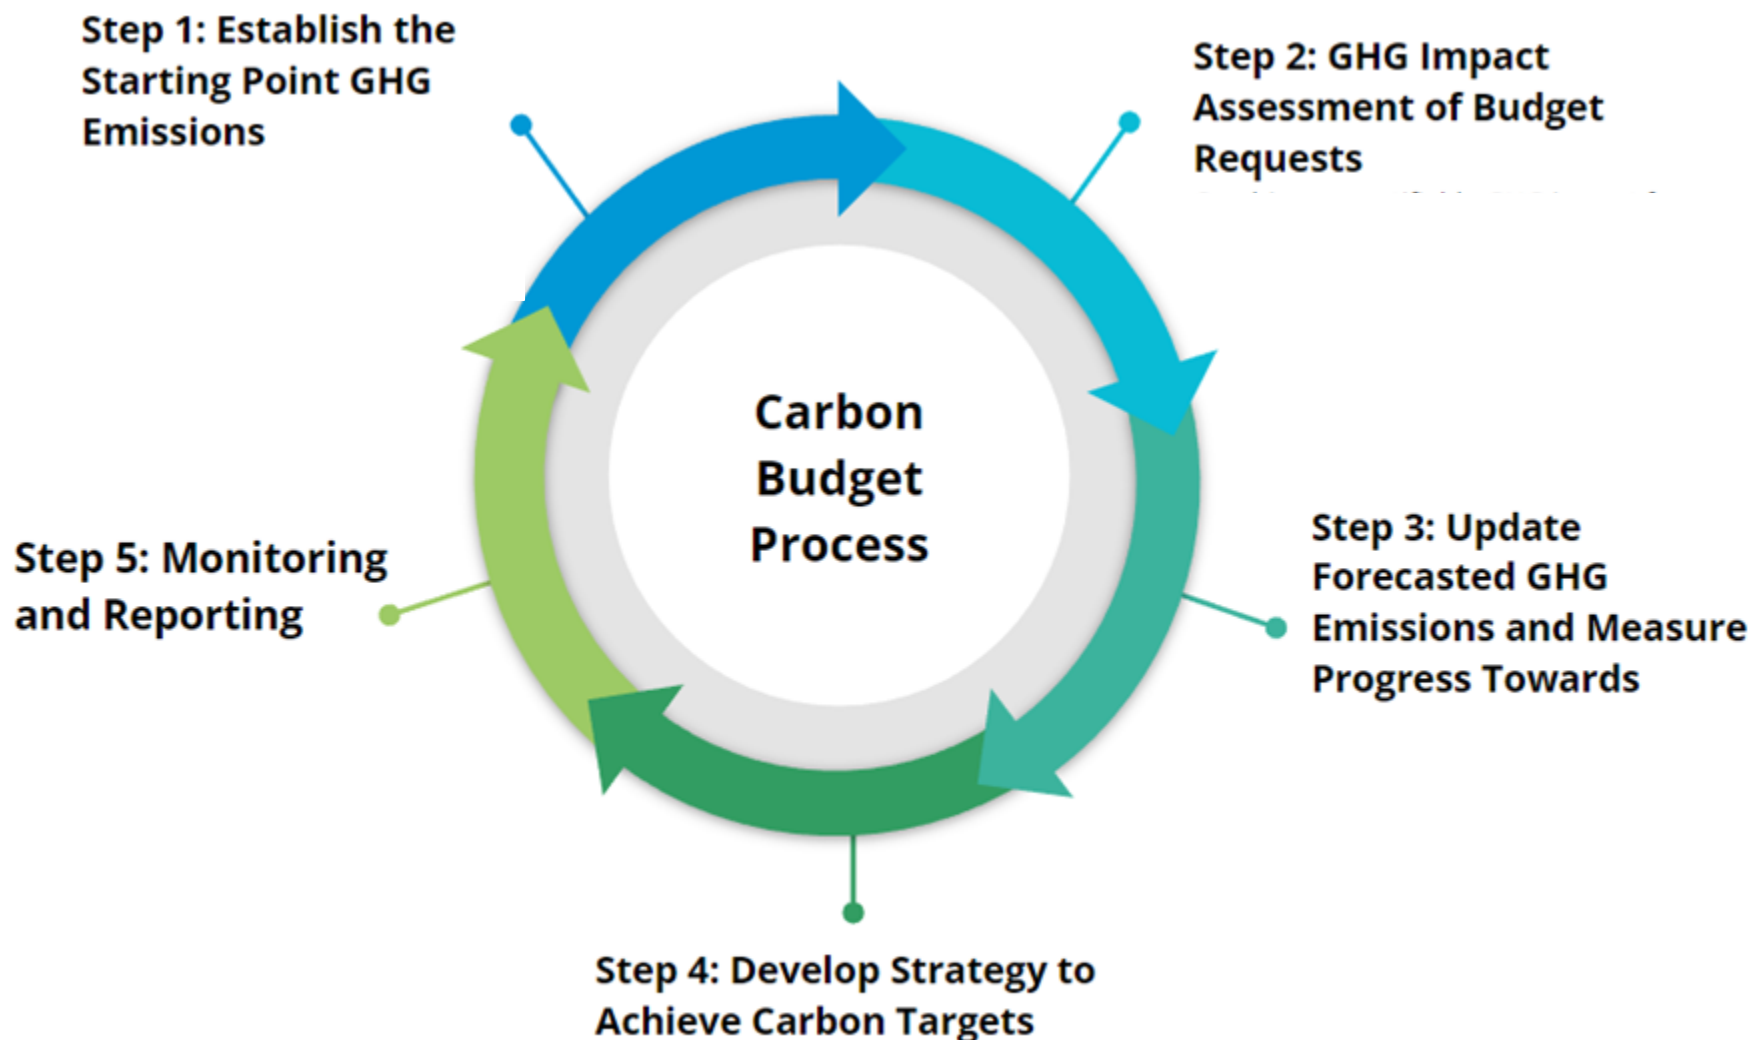 Step 1: Establish the
Starting Point GHG
Emissions
Step 2: GHG Impact
Assessment of Budget
Requests
Carbon
Budget
Process
Step 3: Update
Forecasted GHG
Emissions and Measure
Progress Towards
Step 5: Monitoring
and Reporting
Step 4: Develop Strategy to
Achieve Carbon Targets